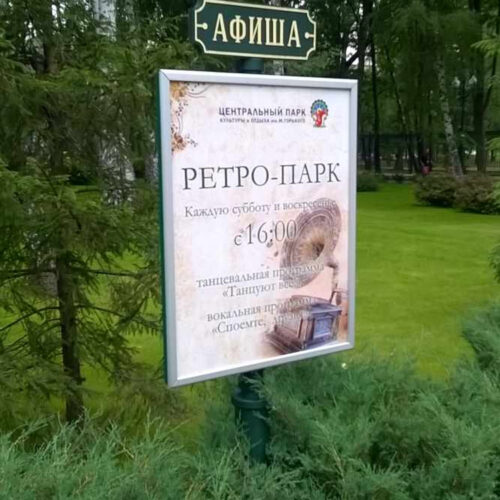 АФИША
ЦЕНТРАЛЬНЫЙ ПАРК
КУЛЬТУРЫ и ОТДЫХА им. М. ГОРЬКОГО
РЕТРО-ПАРК
Каждую субботу и воскресенье
с 16:00
танцевальная программа
«Танцуют все»
вокальная программа
«Споемте,